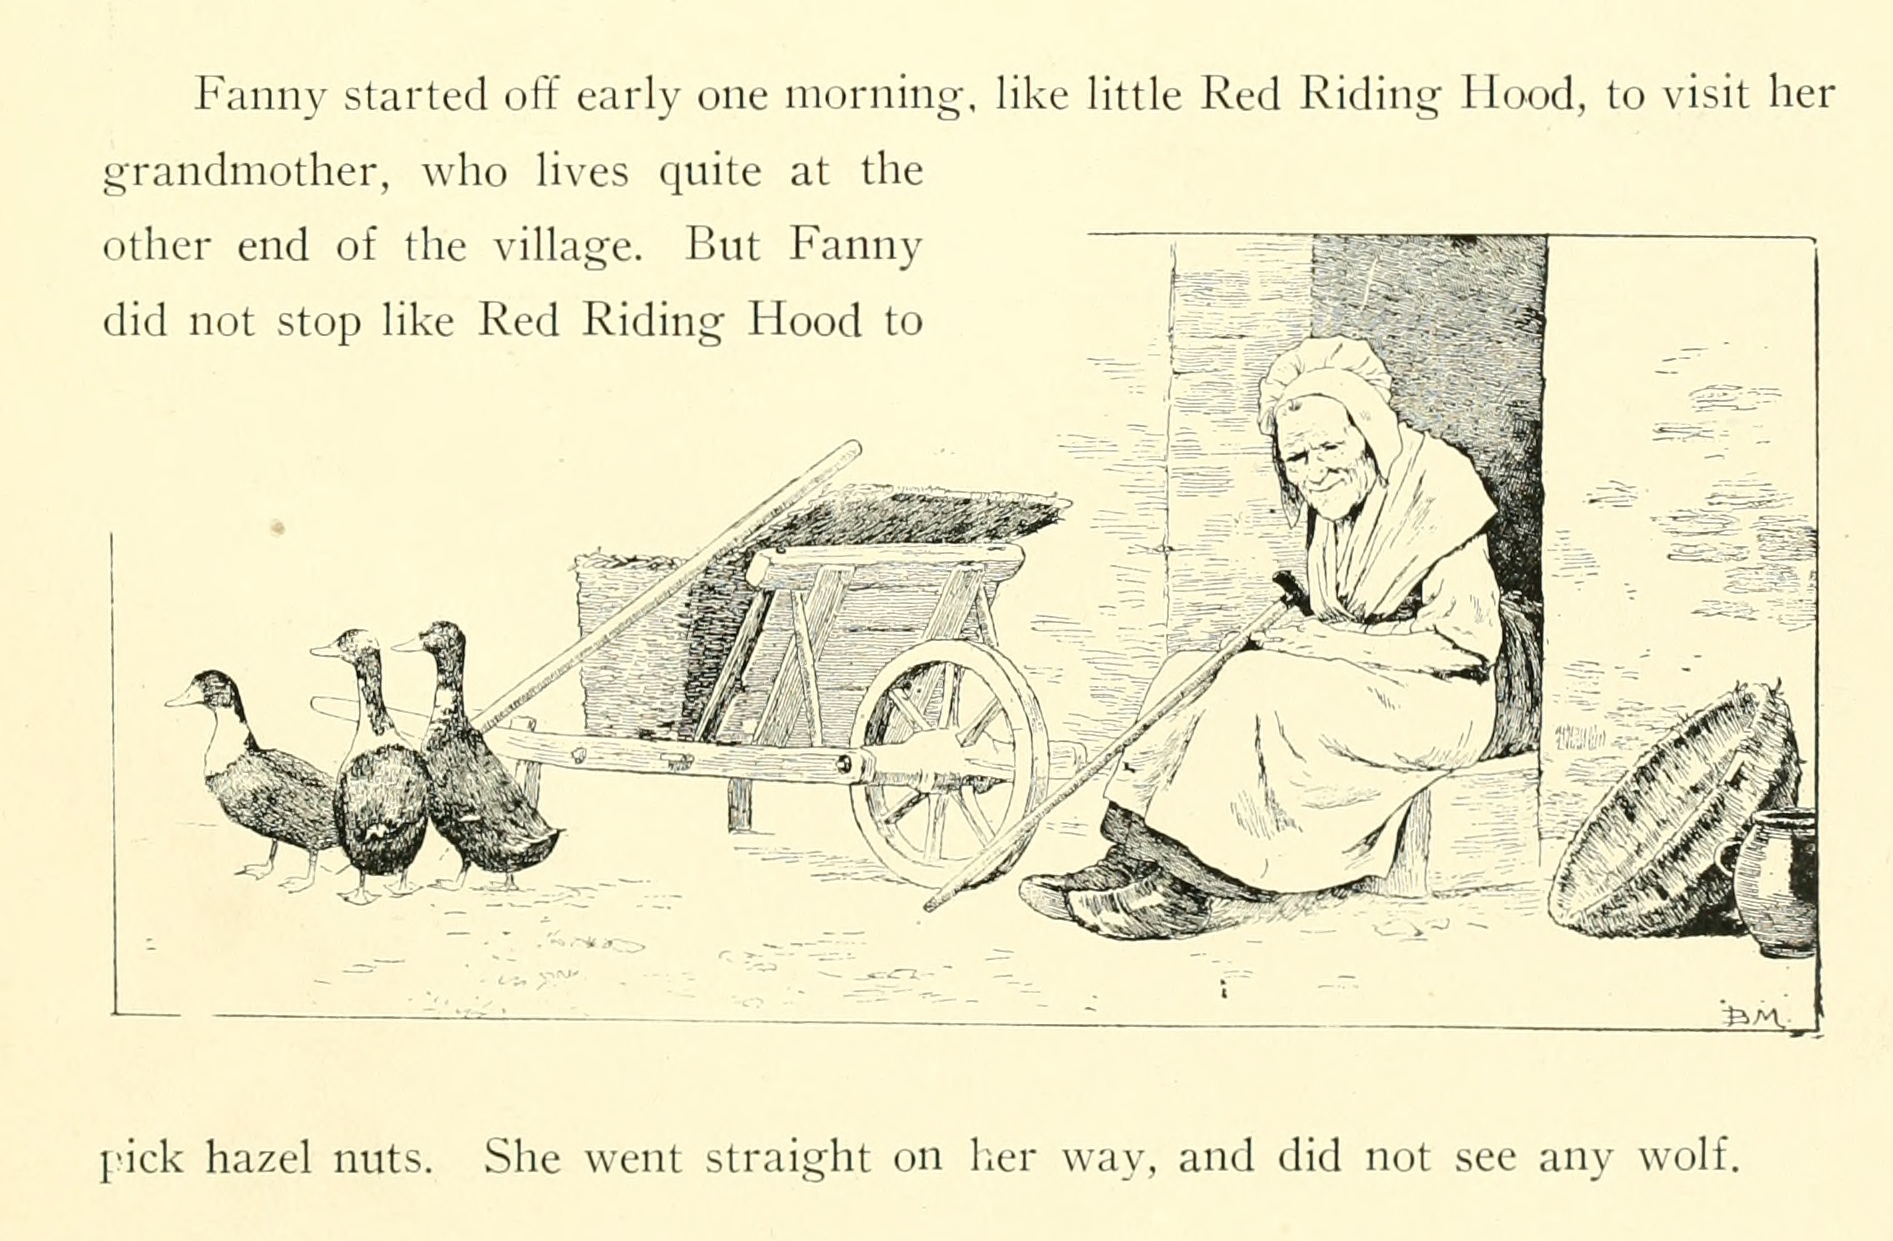 Fanny started off early one morning, like little Red Riding Hood, to visit her
grandmother, who lives quite at the
other end of the village. But Fanny
did not stop like Red Riding Hood to
BM
pick hazel nuts. She went straight on her way, and did not see any wolf.